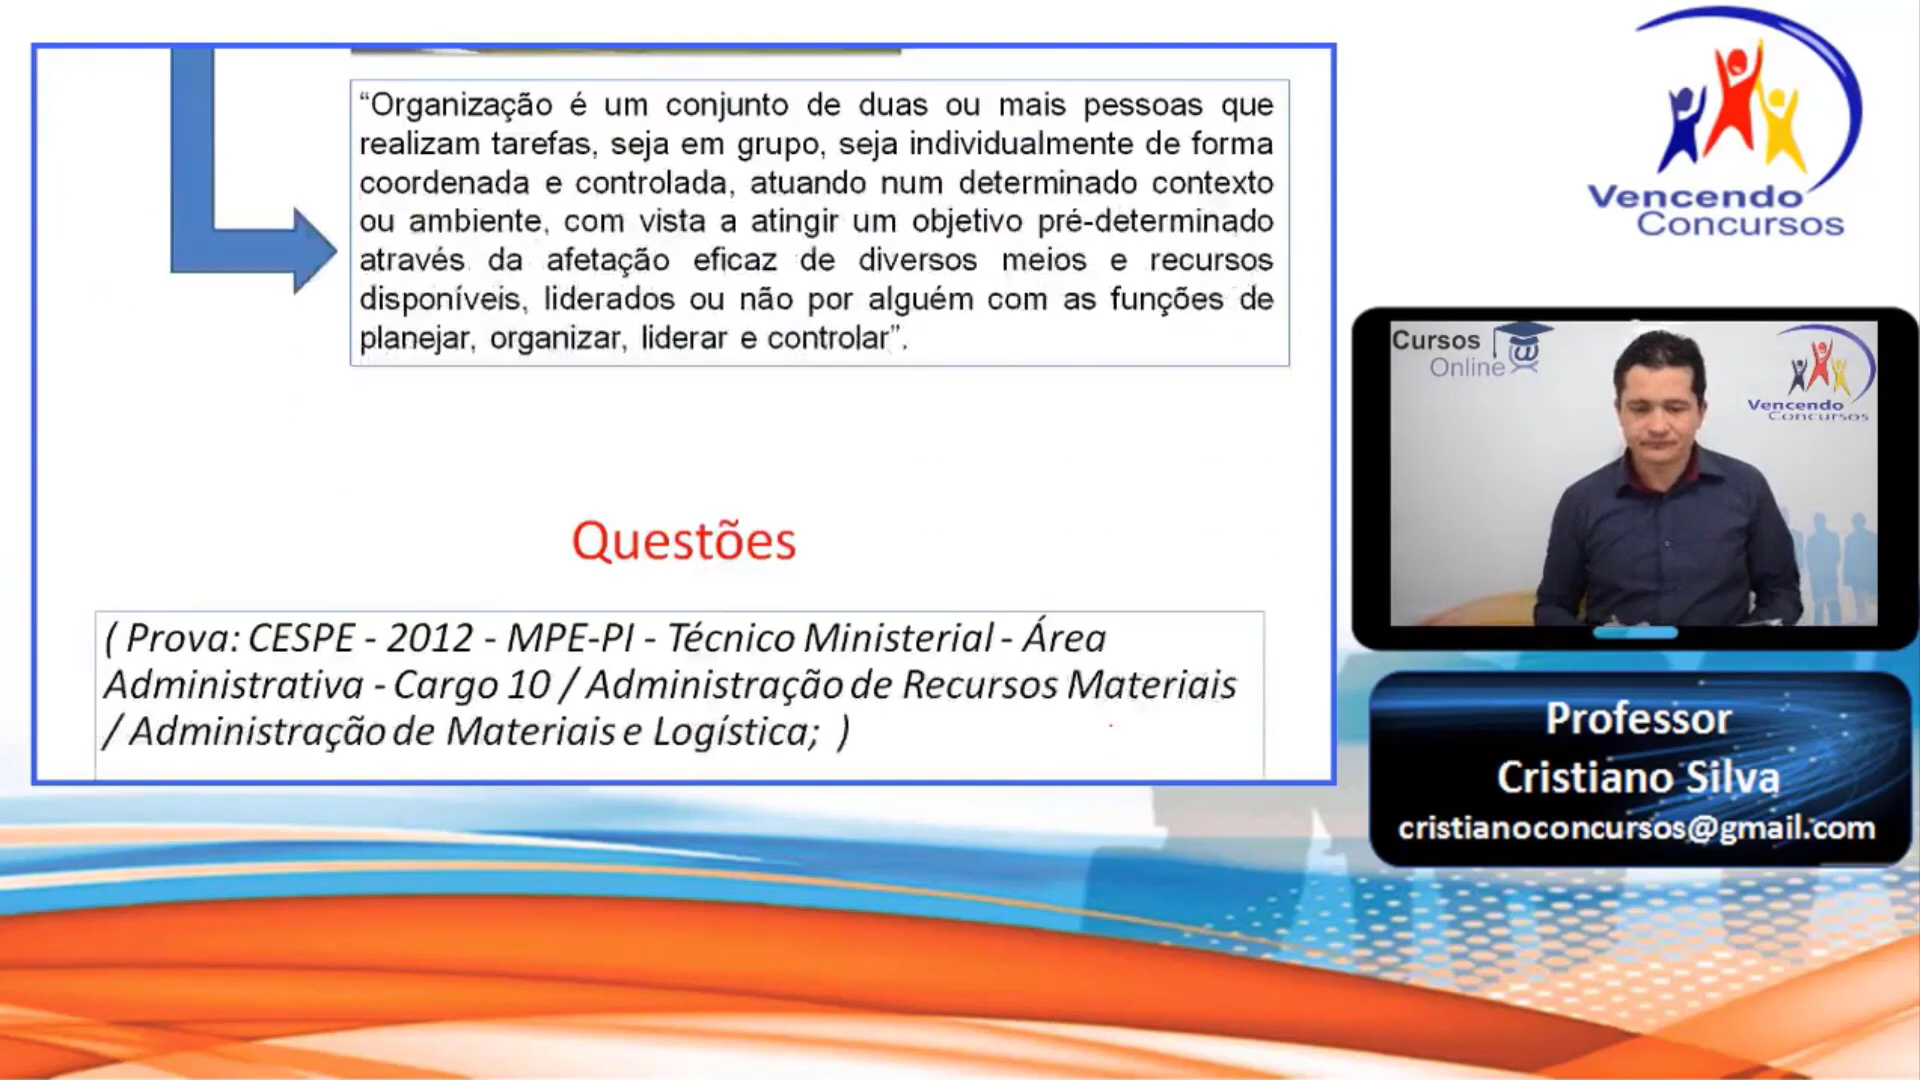 “Organização é um conjunto de duas ou mais pessoas que
realizam tarefas, seja em grupo, seja individualmente de forma
coordenada e controlada, atuando num determinado contexto
ou ambiente, com vista a atingir um objetivo pré-determinado
através da afetação eficaz de diversos meios e recursos
disponíveis, liderados ou não por alguém com as funções de
planejar, organizar, liderar e controlar”.
Questões
( Prova: CESPE - 2012 - MPE-PI - Técnico Ministerial - Área
Administrativa - Cargo 10 / Administração de Recursos Materiais
/ Administração de Materiais e Logística; )
Vencendo
Concursos
Cursos
Online @
Vencendo
Concursos
Professor
Cristiano Silva
cristianoconcursos@gmail.com